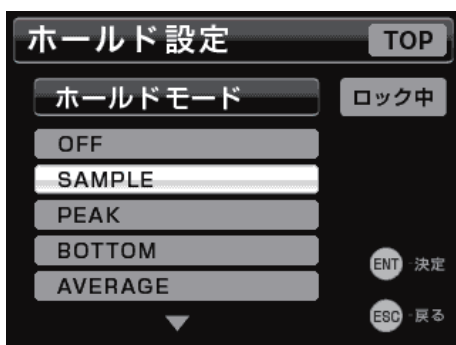 ホールド設定 TOP
ホールドモード ロック中
OFF
SAMPLE
PEAK
BOTTOM
AVERAGE
ENT - 決定
ESC - 戻る